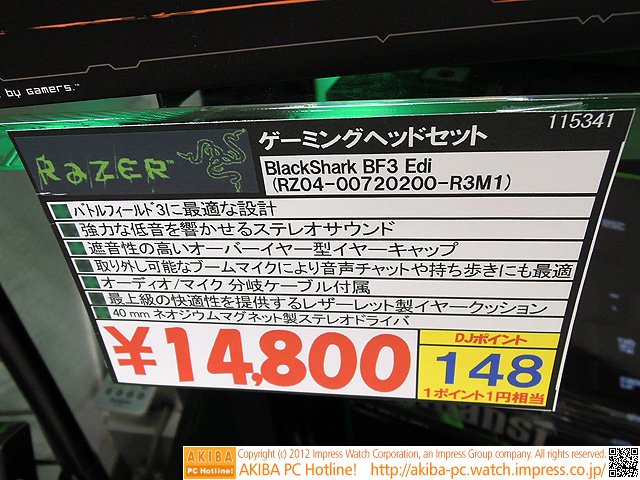 by gamers.™
115341
RAZER™
ゲーミングヘッドセット
BlackShark BF3 Edi
(RZ04-00720200-R3M1)
バトルフィールド3に最適な設計
強力な低音を響かせるステレオサウンド
遮音性の高いオーバーイヤー型イヤーキャップ
取り外し可能なブームマイクにより音声チャットや持ち歩きにも最適
オーディオ/マイク 分岐ケーブル付属
最上級の快適性を提供するレザーレット製イヤークッション
40 mm ネオジウムマグネット製ステレオドライバ
¥14,800
DJポイント
148
1ポイント1円相当
AKIBA PC Hotline!
Copyright (c) 2012 Impress Watch Corporation, an Impress Group company. All rights reserved.
AKIBA PC Hotline! http://akiba-pc.watch.impress.co.jp/